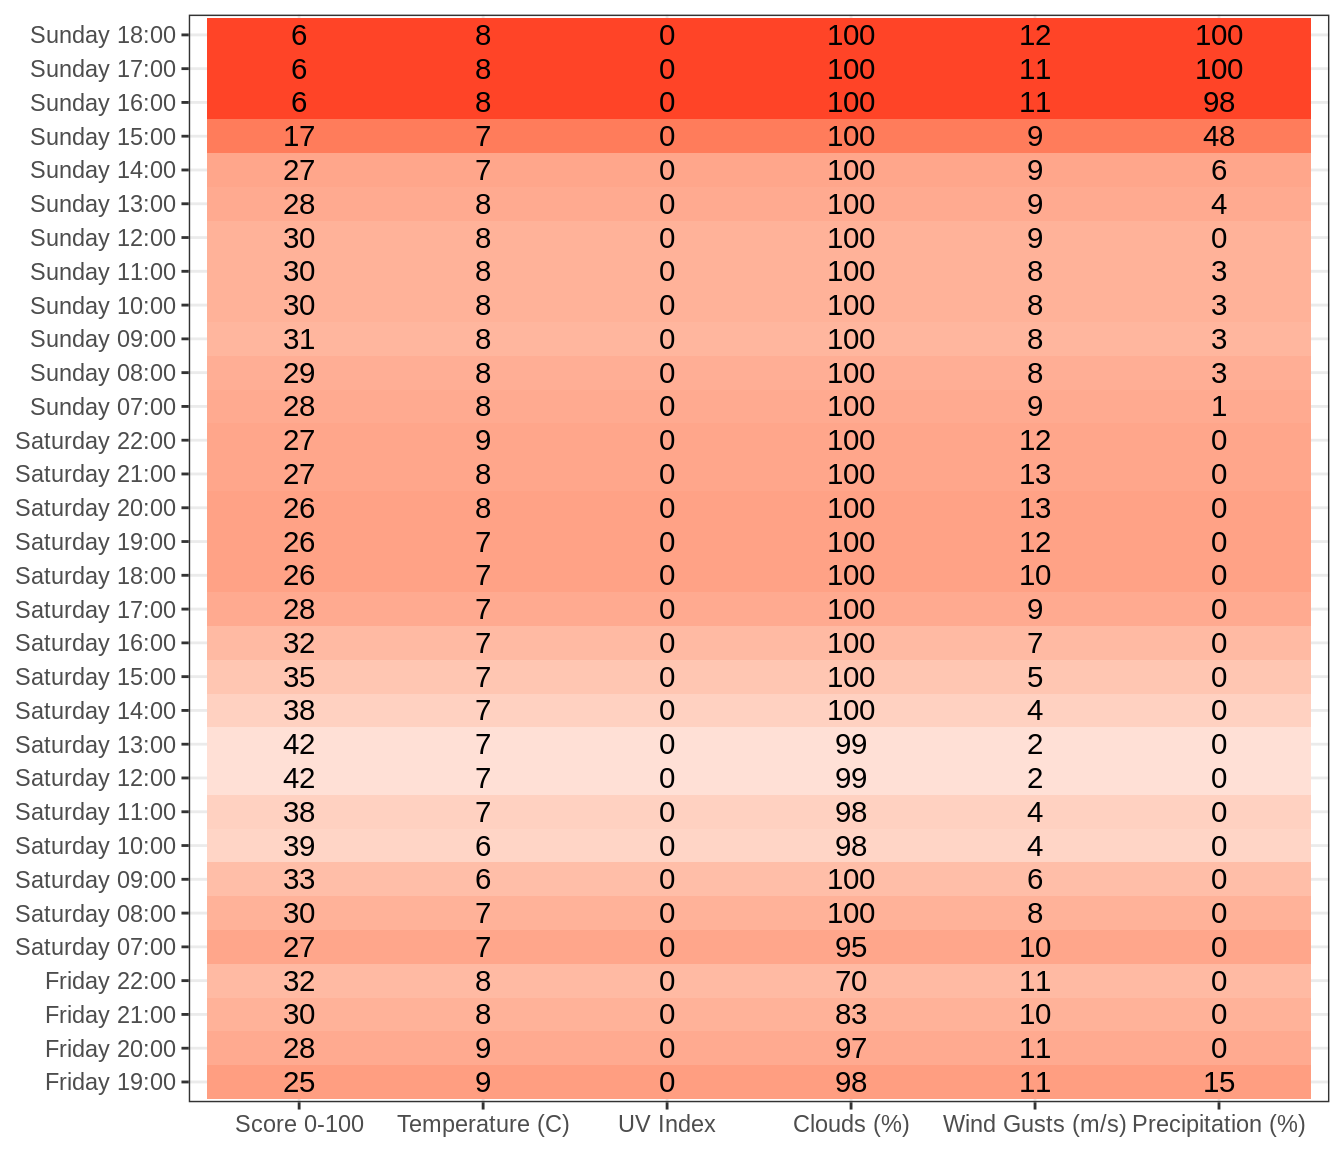 Sunday 18:00 6 8 0 100 12 100
Sunday 17:00 6 8 0 100 11 100
Sunday 16:00 6 8 0 100 11 98
Sunday 15:00 17 7 0 100 9 48
Sunday 14:00 27 7 0 100 9 6
Sunday 13:00 28 8 0 100 9 4
Sunday 12:00 30 8 0 100 9 0
Sunday 11:00 30 8 0 100 8 3
Sunday 10:00 30 8 0 100 8 3
Sunday 09:00 31 8 0 100 8 3
Sunday 08:00 29 8 0 100 8 3
Sunday 07:00 28 8 0 100 9 1
Saturday 22:00 27 9 0 100 12 0
Saturday 21:00 27 8 0 100 13 0
Saturday 20:00 26 8 0 100 13 0
Saturday 19:00 26 7 0 100 12 0
Saturday 18:00 26 7 0 100 10 0
Saturday 17:00 28 7 0 100 9 0
Saturday 16:00 32 7 0 100 7 0
Saturday 15:00 35 7 0 100 5 0
Saturday 14:00 38 7 0 100 4 0
Saturday 13:00 42 7 0 99 2 0
Saturday 12:00 42 7 0 99 2 0
Saturday 11:00 38 7 0 98 4 0
Saturday 10:00 39 6 0 98 4 0
Saturday 09:00 33 6 0 100 6 0
Saturday 08:00 30 7 0 100 8 0
Saturday 07:00 27 7 0 95 10 0
Friday 22:00 32 8 0 70 11 0
Friday 21:00 30 8 0 83 10 0
Friday 20:00 28 9 0 97 11 0
Friday 19:00 25 9 0 98 11 15
Score 0-100 Temperature (C) UV Index Clouds (%) Wind Gusts (m/s) Precipitation (%)